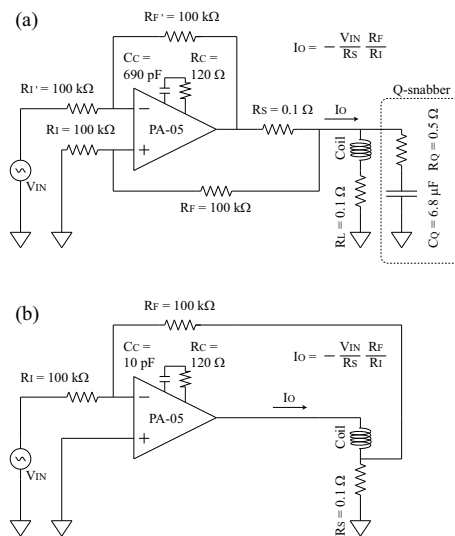 (a)
RF' = 100 kΩ
IO = − VIN/RS RF/RI
CC = 690 pF
RC = 120 Ω
Q-snabber
RI' = 100 kΩ
RI = 100 kΩ
PA-05
RS = 0.1 Ω
IO
Coil
RQ = 0.5 Ω
VIN
RF = 100 kΩ
RL = 0.1 Ω
CQ = 6.8 μF
(b)
RF = 100 kΩ
CC = 10 pF
RC = 120 Ω
IO = − VIN/RS RF/RI
RI = 100 kΩ
PA-05
IO
Coil
VIN
RS = 0.1 Ω